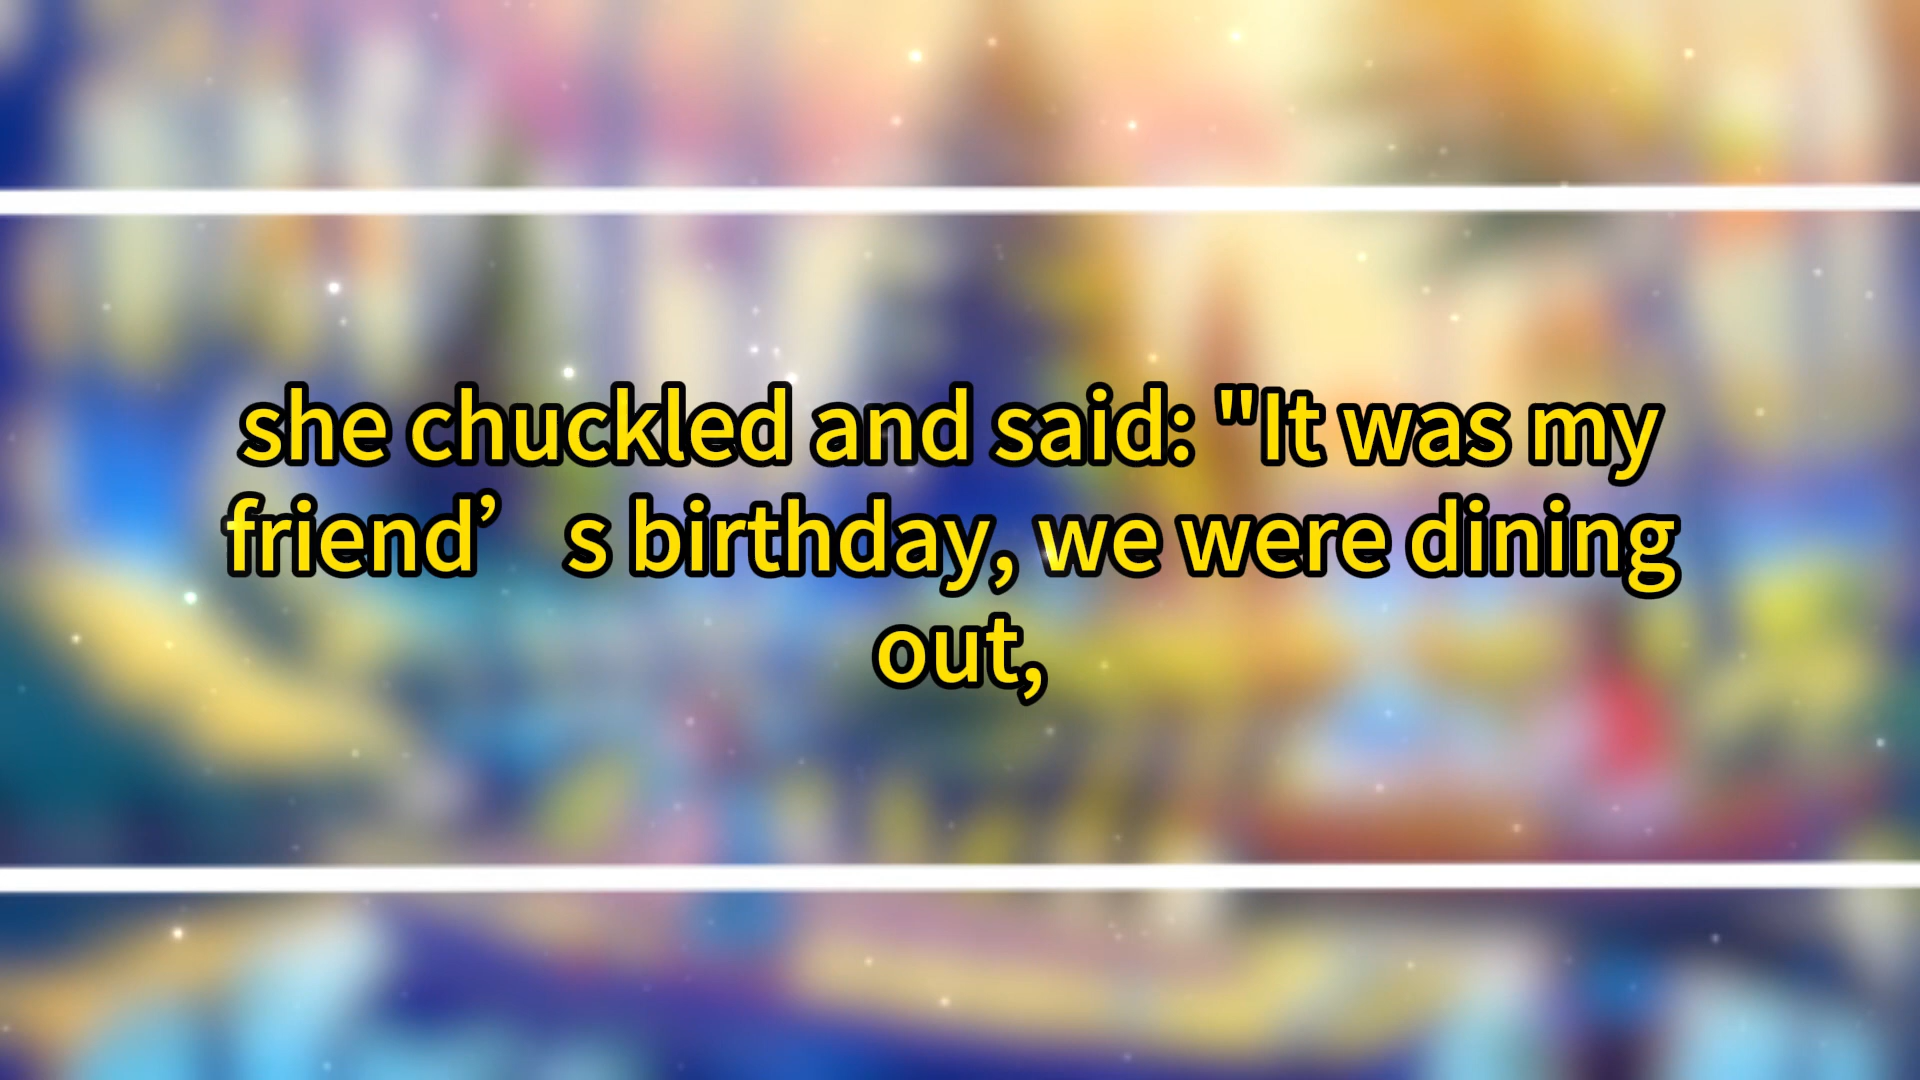 she chuckled and said: "It was my
friend’s birthday, we were dining
out,